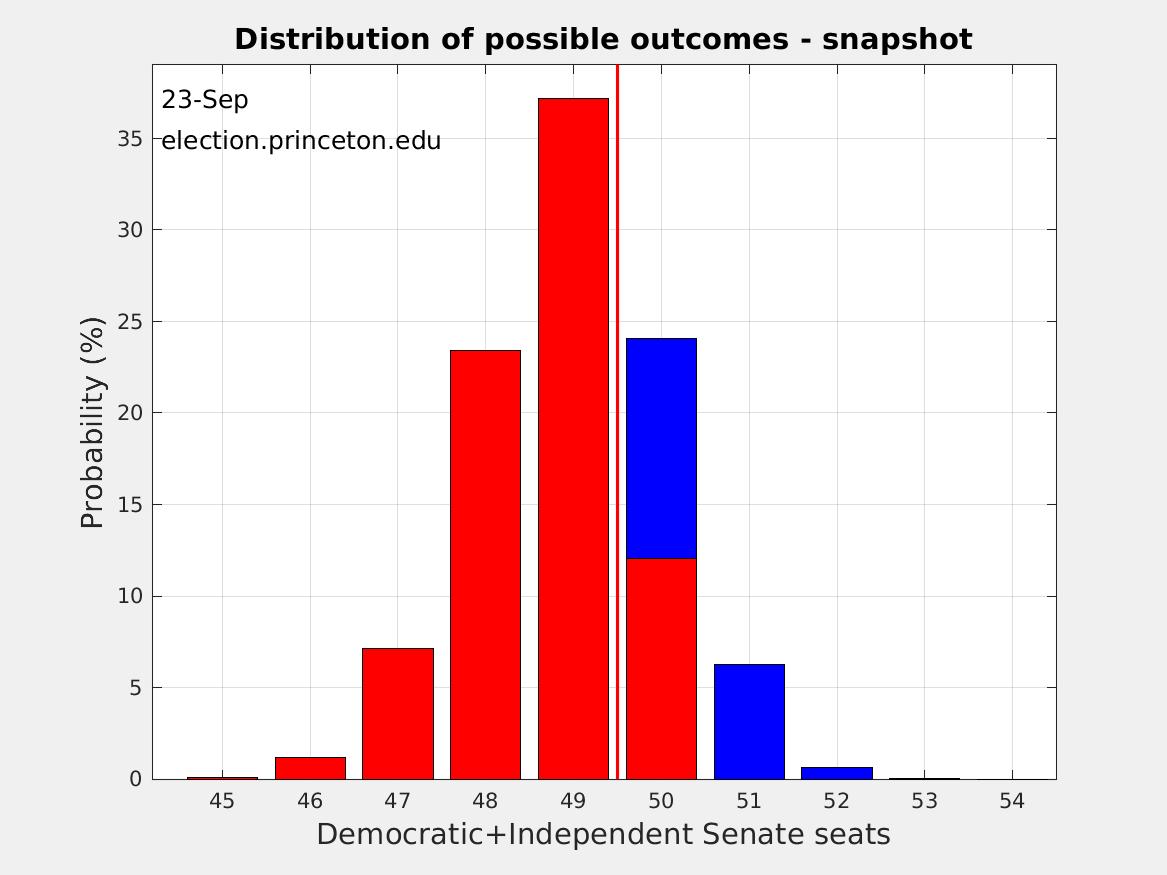 Distribution of possible outcomes - snapshot
23-Sep
election.princeton.edu
35
30
25
20
15
10
5
0
Probability (%)
45 46 47 48 49 50 51 52 53 54
Democratic+Independent Senate seats